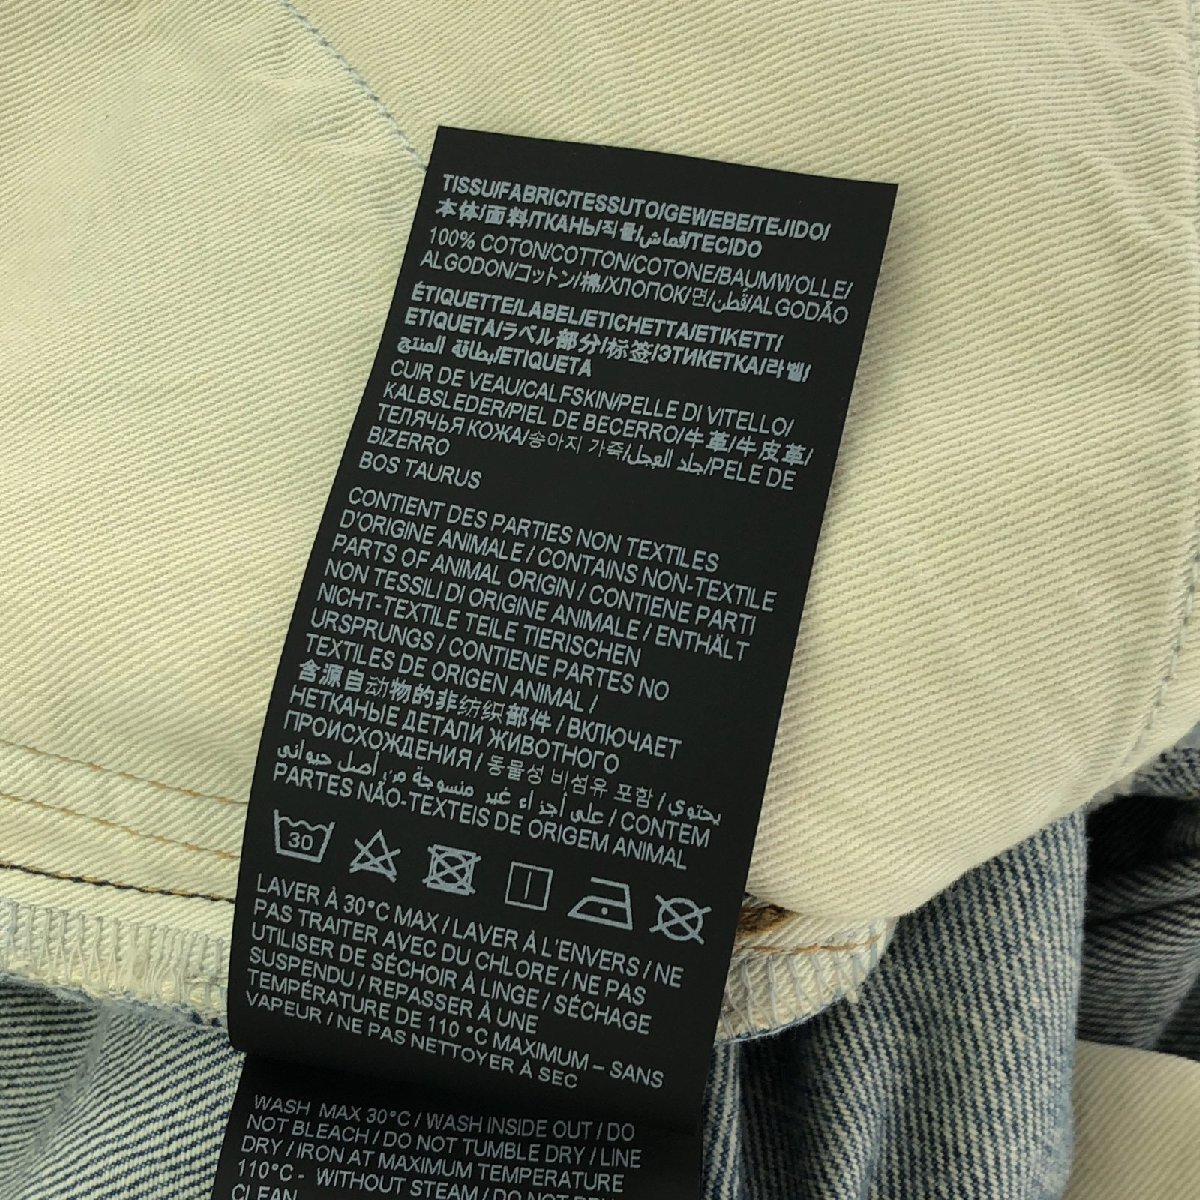 TISSU/FABRIC/TESSUTO/GEWEBE/TEJIDO/
本体/面料/ТКАНЬ/직물/قماش/TECIDO
100% COTON/COTTON/COTONE/BAUMWOLLE/
ALGODON/コットン/棉/ХЛОПОК/면/قطن/ALGODÃO
ÉTIQUETTE/LABEL/ETICHETTA/ETIKETT/
ETIQUETA/ラベル部分/标签/ЭТИКЕТКА/라벨/
بطاقة المنتج/ETIQUETA
CUIR DE VEAU/CALFSKIN/PELLE DI VITELLO/
KALBSLEDER/PIEL DE BECERRO/牛革/牛皮革/
ТЕЛЯЧЬЯ КОЖА/송아지 가죽/جلد العجل/PELE DE
BIZERRO
BOS TAURUS
CONTIENT DES PARTIES NON TEXTILES
D'ORIGINE ANIMALE / CONTAINS NON-TEXTILE
PARTS OF ANIMAL ORIGIN / CONTIENE PARTI
NON TESSILI DI ORIGINE ANIMALE / ENTHÄLT
NICHT-TEXTILE TEILE TIERISCHEN
URSPRUNGS / CONTIENE PARTES NO
TEXTILES DE ORIGEN ANIMAL /
含源自动物的非纺织部件 / ВКЛЮЧАЕТ
НЕТКАНЫЕ ДЕТАЛИ ЖИВОТНОГО
ПРОИСХОЖДЕНИЯ / 동물성 비섬유 포함 / يحتوي
على أجزاء غير منسوجة من أصل حيواني / CONTEM
PARTES NÃO-TEXTEIS DE ORIGEM ANIMAL
30
LAVER À 30°C MAX / LAVER À L'ENVERS / NE
PAS TRAITER AVEC DU CHLORE / NE PAS
UTILISER DE SÉCHOIR À LINGE / SÉCHAGE
SUSPENDU / REPASSER À UNE
TEMPÉRATURE DE 110 °C MAXIMUM – SANS
VAPEUR / NE PAS NETTOYER À SEC
WASH MAX 30°C / WASH INSIDE OUT / DO
NOT BLEACH / DO NOT TUMBLE DRY / LINE
DRY / IRON AT MAXIMUM TEMPERATURE
110°C - WITHOUT STEAM / DO NOT DRY
CLEAN